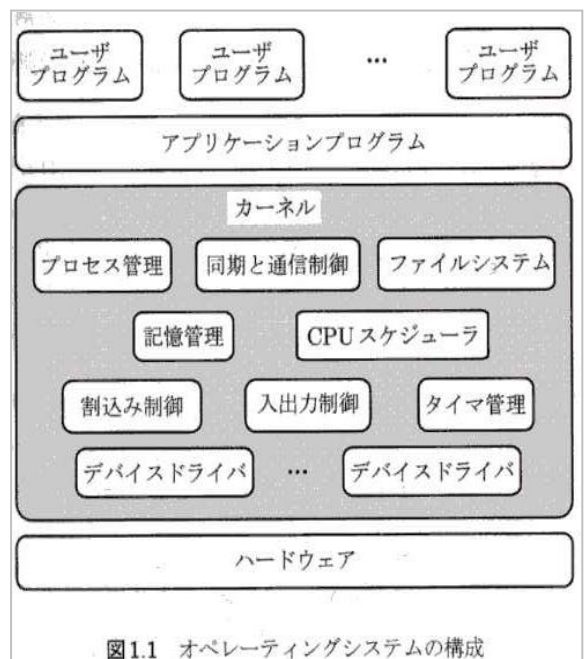 ユーザ
プログラム
ユーザ
プログラム
...
ユーザ
プログラム
アプリケーションプログラム
カーネル
プロセス管理
同期と通信制御
ファイルシステム
記憶管理
CPUスケジューラ
割込み制御
入出力制御
タイマ管理
デバイスドライバ
...
デバイスドライバ
ハードウェア
図1.1 オペレーティングシステムの構成